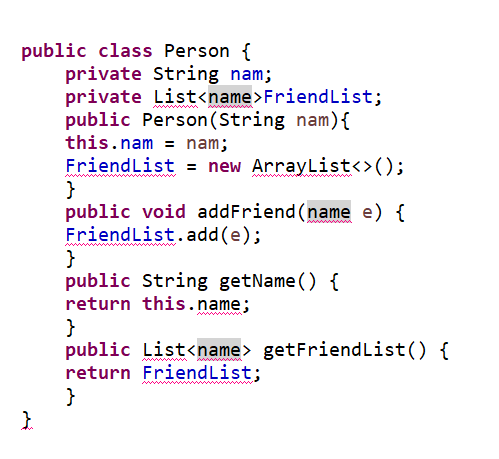 public class Person {
private String nam;
private List<name>FriendList;
public Person(String nam){
this.nam = nam;
FriendList = new ArrayList<>();
}
public void addFriend(name e) {
FriendList.add(e);
}
public String getName() {
return this.name;
}
public List<name> getFriendList() {
return FriendList;
}
}